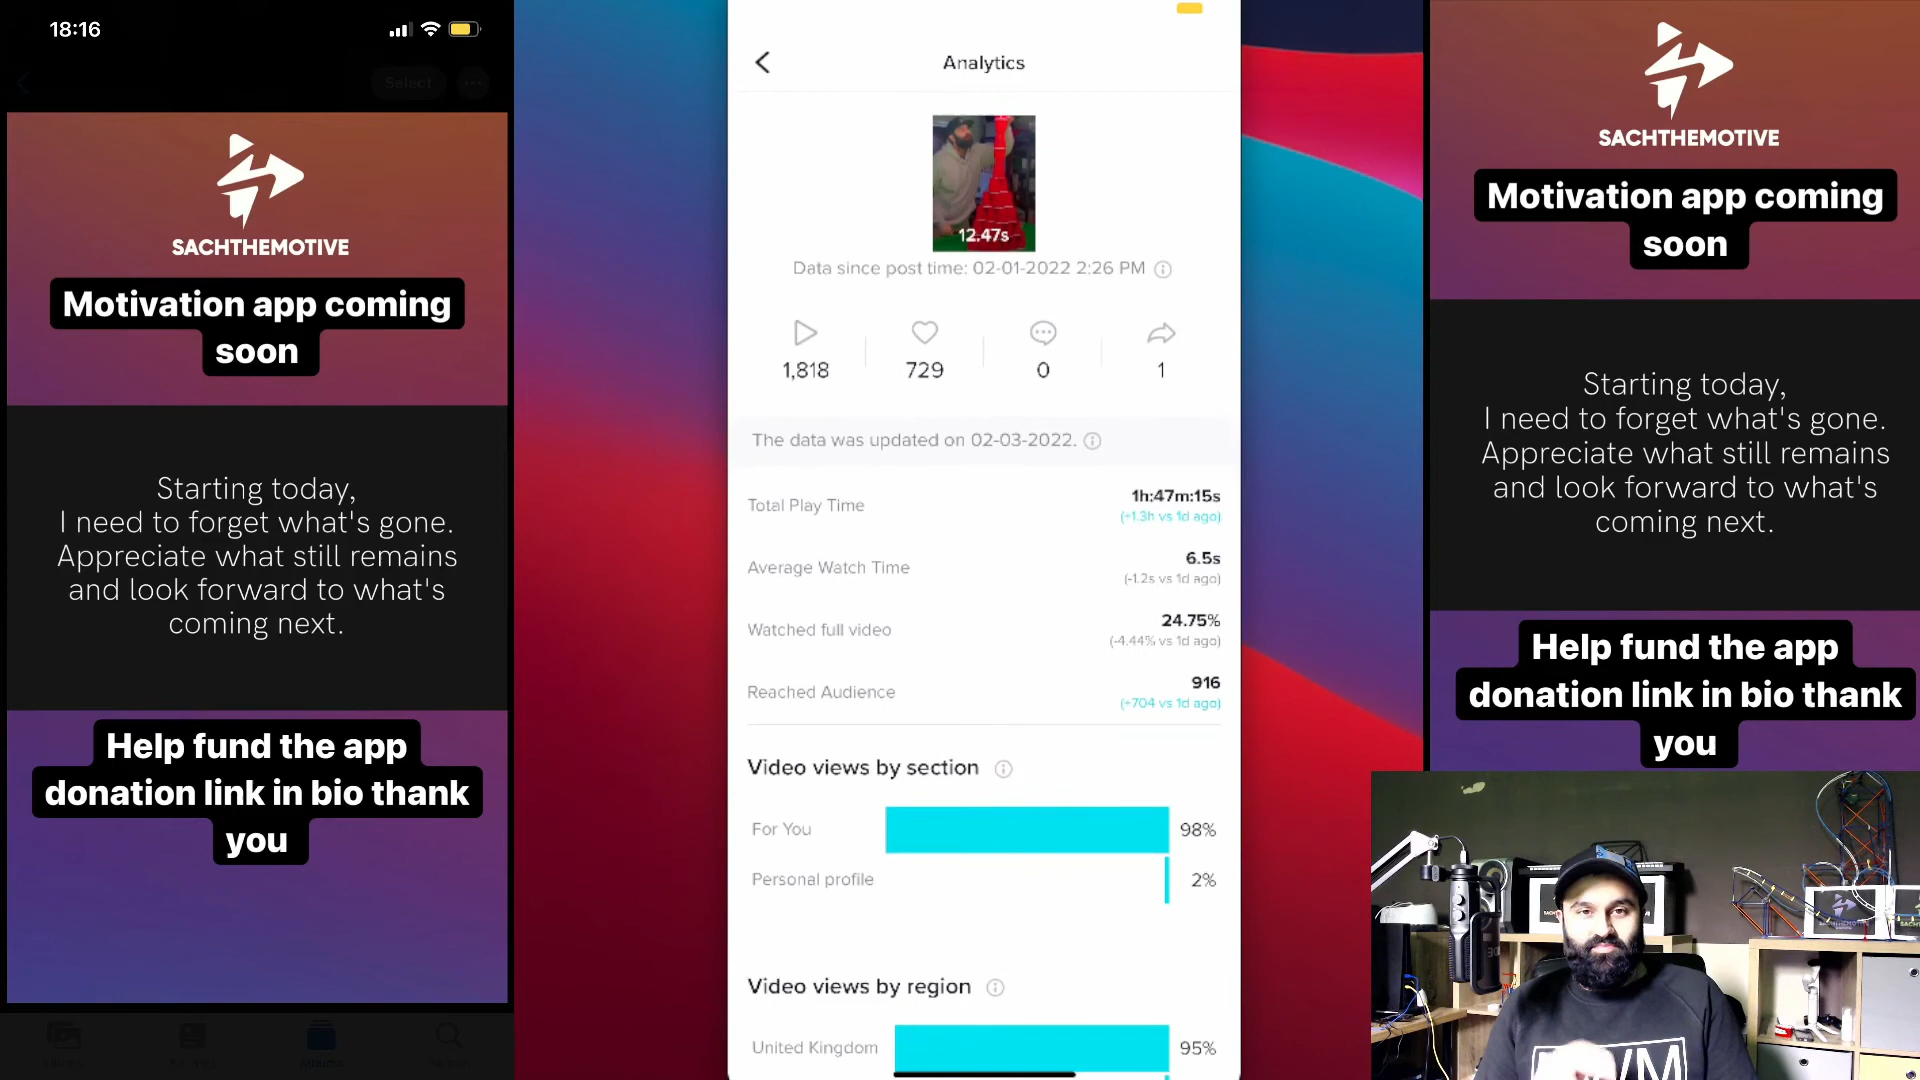 18:16
Select
SACHTHEMOTIVE
Motivation app coming
soon
Starting today,
I need to forget what's gone.
Appreciate what still remains
and look forward to what's
coming next.
Help fund the app
donation link in bio thank
you
Analytics
12.47s
Data since post time: 02-01-2022 2:26 PM
1,818
729
0
1
The data was updated on 02-03-2022.
Total Play Time
1h:47m:15s
(+1.3h vs 1d ago)
Average Watch Time
6.5s
(-1.2s vs 1d ago)
Watched full video
24.75%
(-4.44% vs 1d ago)
Reached Audience
916
(+704 vs 1d ago)
Video views by section
For You
98%
Personal profile
2%
Video views by region
United Kingdom
95%
SACHTHEMOTIVE
Motivation app coming
soon
Starting today,
I need to forget what's gone.
Appreciate what still remains
and look forward to what's
coming next.
Help fund the app
donation link in bio thank
you